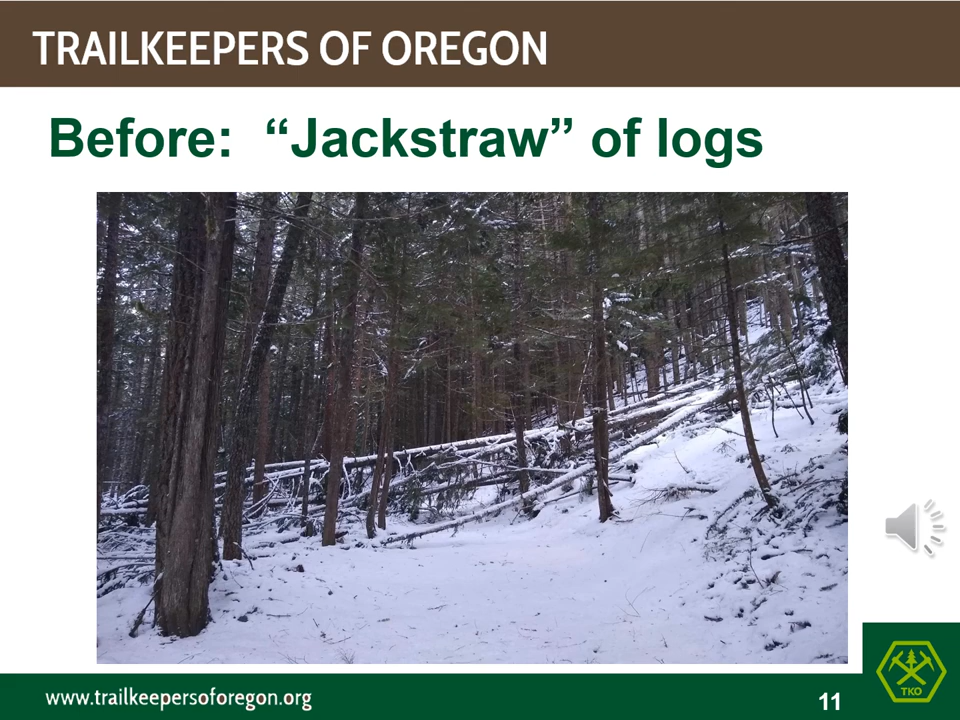 TRAILKEEPERS OF OREGON
Before: “Jackstraw” of logs
TKO
www.trailkeepersoforegon.org
11